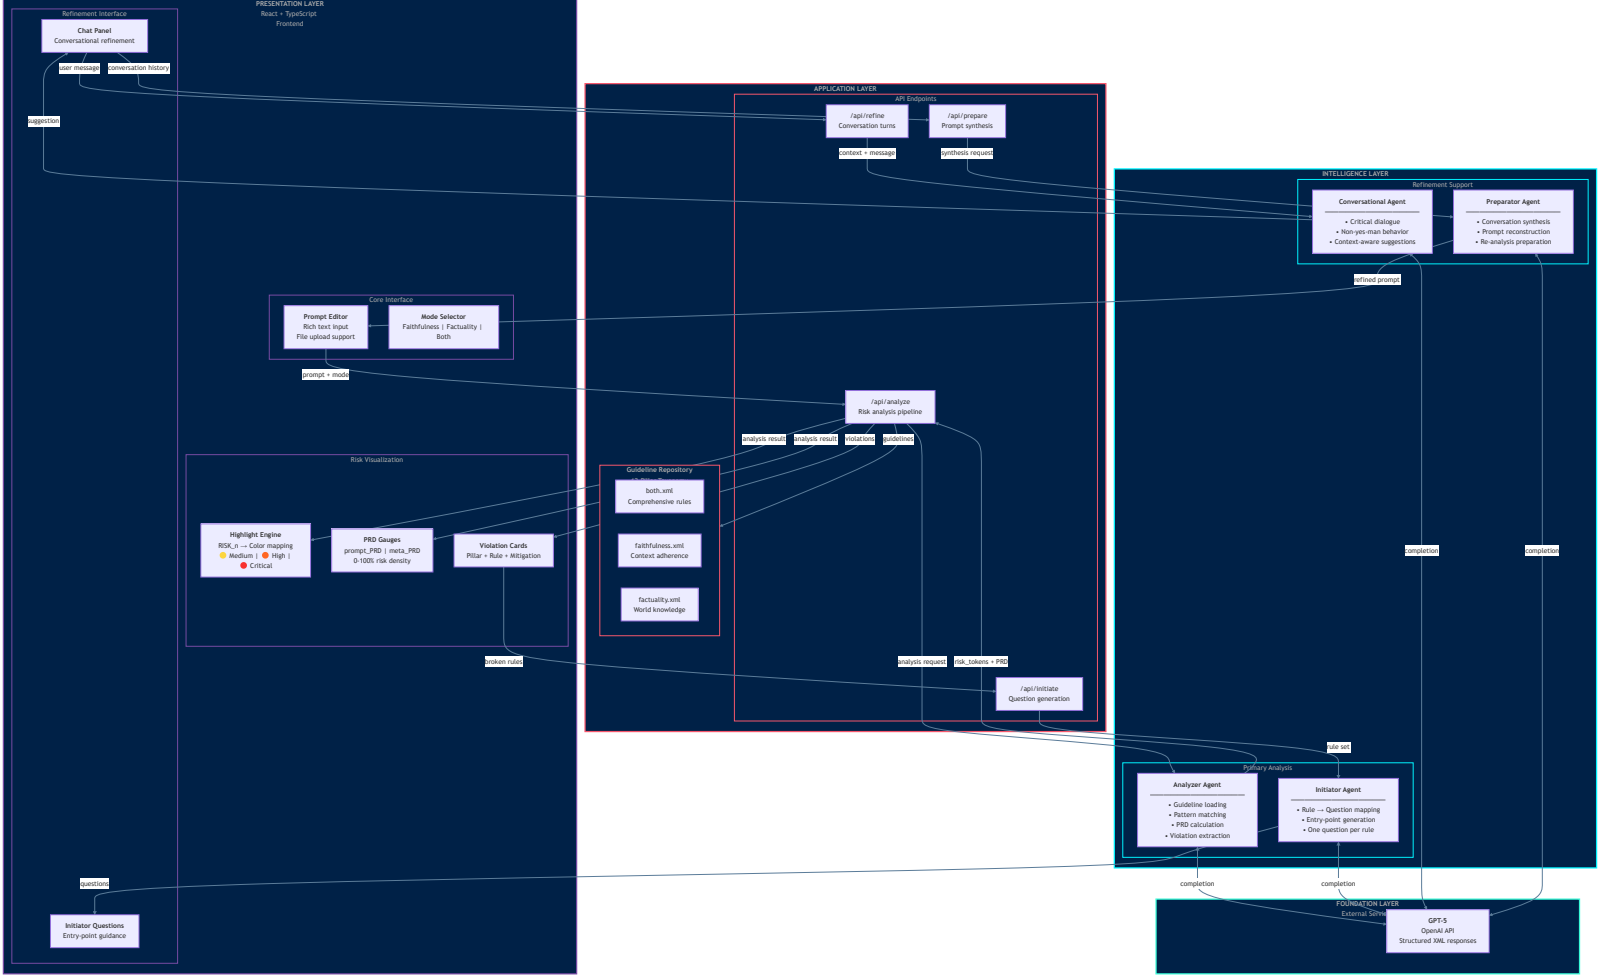 PRESENTATION LAYER
React + TypeScript
Frontend
Refinement Interface
Chat Panel
Conversational refinement
user message
conversation history
suggestion
Core Interface
Prompt Editor
Rich text input
File upload support
Mode Selector
Faithfulness | Factuality |
Both
prompt + mode
Risk Visualization
Highlight Engine
RISK_n → Color mapping
Medium | High |
Critical
PRD Gauges
prompt_PRD | meta_PRD
0-100% risk density
Violation Cards
Pillar + Rule + Mitigation
broken rules
questions
Initiator Questions
Entry-point guidance
APPLICATION LAYER
API Endpoints
/api/refine
Conversation turns
/api/prepare
Prompt synthesis
context + message
synthesis request
/api/analyze
Risk analysis pipeline
analysis result
analysis result
violations
guidelines
Guideline Repository
both.xml
Comprehensive rules
faithfulness.xml
Context adherence
factuality.xml
World knowledge
analysis request
risk_tokens + PRD
/api/initiate
Question generation
INTELLIGENCE LAYER
Refinement Support
Conversational Agent
• Critical dialogue
• Non-yes-man behavior
• Context-aware suggestions
Preparator Agent
• Conversation synthesis
• Prompt reconstruction
• Re-analysis preparation
refined prompt
completion
completion
rule set
Primary Analysis
Analyzer Agent
• Guideline loading
• Pattern matching
• PRD calculation
• Violation extraction
Initiator Agent
• Rule → Question mapping
• Entry-point generation
• One question per rule
completion
completion
FOUNDATION LAYER
External
GPT-5
OpenAI API
Structured XML responses